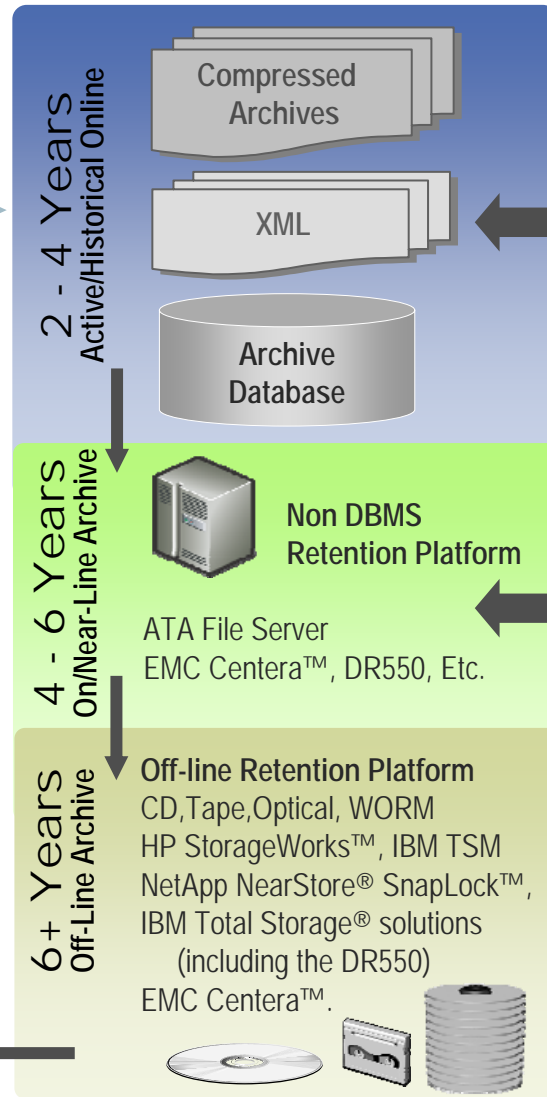 2 - 4 Years
Active/Historical Online
Compressed
Archives
XML
Archive
Database
4 - 6 Years
On/Near-Line Archive
Non DBMS
Retention Platform
ATA File Server
EMC Centera™, DR550, Etc.
6+ Years
Off-Line Archive
Off-line Retention Platform
CD,Tape,Optical, WORM
HP StorageWorks™, IBM TSM
NetApp NearStore® SnapLock™,
IBM Total Storage® solutions
(including the DR550)
EMC Centera™.